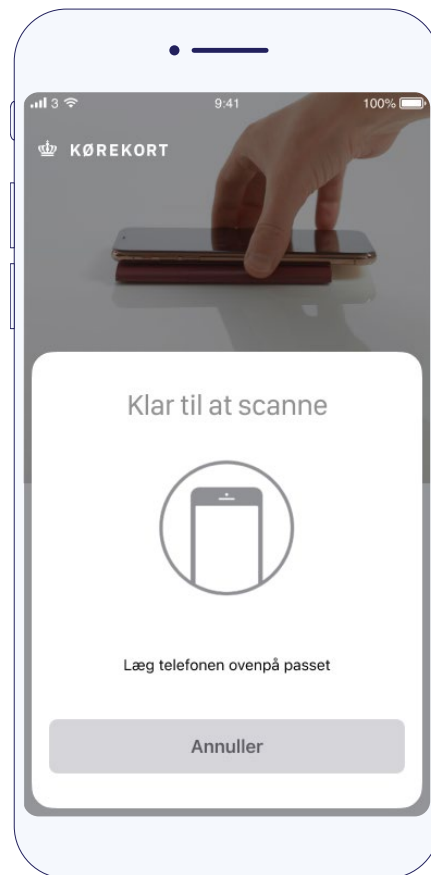 3 9:41 100%
KØREKORT
Klar til at scanne
Læg telefonen ovenpå passet
Annuller